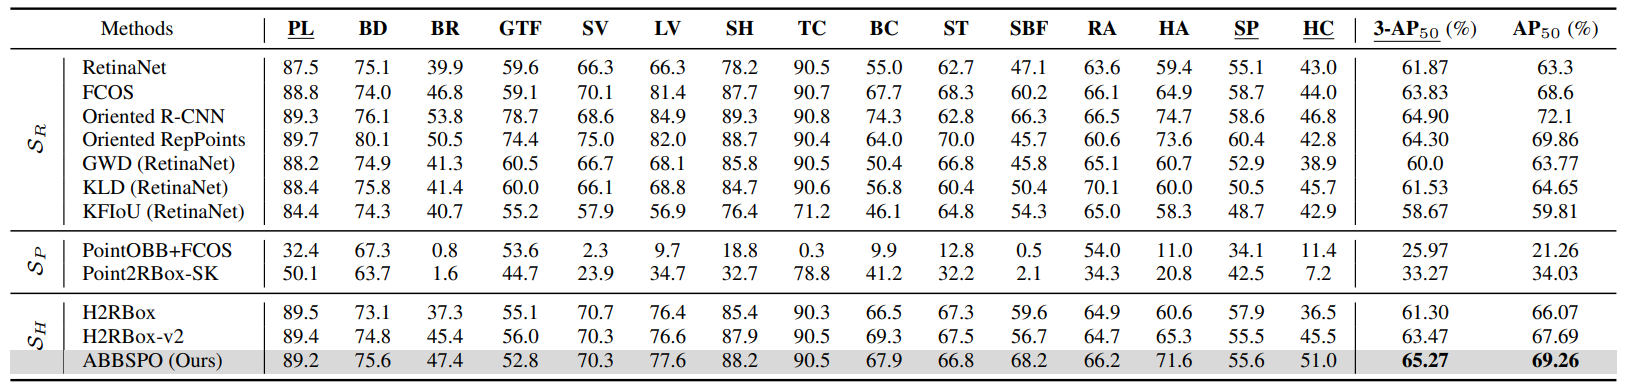 Methods PL BD BR GTF SV LV SH TC BC ST SBF RA HA SP HC 3-AP50 (%) AP50 (%)
S_R
RetinaNet 87.5 75.1 39.9 59.6 66.3 66.3 78.2 90.5 55.0 62.7 47.1 63.6 59.4 55.1 43.0 61.87 63.3
FCOS 88.8 74.0 46.8 59.1 70.1 81.4 87.7 90.7 67.7 68.3 60.2 66.1 64.9 58.7 44.0 63.83 68.6
Oriented R-CNN 89.3 76.1 53.8 78.7 68.6 84.9 89.3 90.8 74.3 62.8 66.3 66.5 74.7 58.6 46.8 64.90 72.1
Oriented RepPoints 89.7 80.1 50.5 74.4 75.0 82.0 88.7 90.4 64.0 70.0 45.7 60.6 73.6 60.4 42.8 64.30 69.86
GWD (RetinaNet) 88.2 74.9 41.3 60.5 66.7 68.1 85.8 90.5 50.4 66.8 45.8 65.1 60.7 52.9 38.9 60.0 63.77
KLD (RetinaNet) 88.4 75.8 41.4 60.0 66.1 68.8 84.7 90.6 56.8 60.4 50.4 70.1 60.0 50.5 45.7 61.53 64.65
KFIoU (RetinaNet) 84.4 74.3 40.7 55.2 57.9 56.9 76.4 71.2 46.1 64.8 54.3 65.0 58.3 48.7 42.9 58.67 59.81
S_P
PointOBB+FCOS 32.4 67.3 0.8 53.6 2.3 9.7 18.8 0.3 9.9 12.8 0.5 54.0 11.0 34.1 11.4 25.97 21.26
Point2RBox-SK 50.1 63.7 1.6 44.7 23.9 34.7 32.7 78.8 41.2 32.2 2.1 34.3 20.8 42.5 7.2 33.27 34.03
S_H
H2RBox 89.5 73.1 37.3 55.1 70.7 76.4 85.4 90.3 66.5 67.3 59.6 64.9 60.6 57.9 36.5 61.30 66.07
H2RBox-v2 89.4 74.8 45.4 56.0 70.3 76.6 87.9 90.5 69.3 67.5 56.7 64.7 65.3 55.5 45.5 63.47 67.69
ABBSPO (Ours) 89.2 75.6 47.4 52.8 70.3 77.6 88.2 90.5 67.9 66.8 68.2 66.2 71.6 55.6 51.0 65.27 69.26